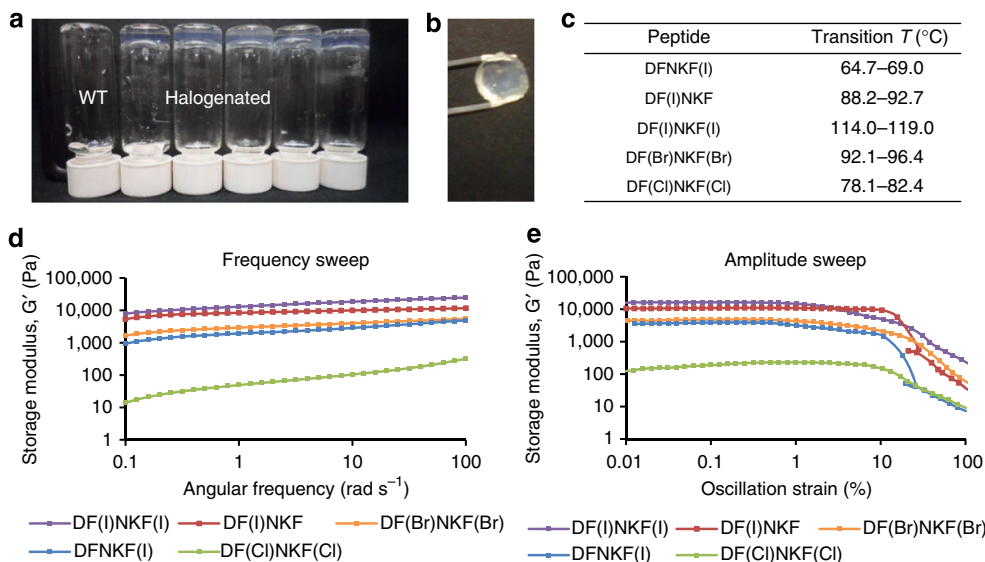 a
WT
Halogenated
b
c
Peptide Transition T (°C)
DFNKF(I) 64.7–69.0
DF(I)NKF 88.2–92.7
DF(I)NKF(I) 114.0–119.0
DF(Br)NKF(Br) 92.1–96.4
DF(Cl)NKF(Cl) 78.1–82.4
d
Frequency sweep
Storage modulus, G′ (Pa)
100,000
10,000
1,000
100
10
1
0.1 1 10 100
Angular frequency (rad s⁻¹)
DF(I)NKF(I) DF(I)NKF DF(Br)NKF(Br)
DFNKF(I) DF(Cl)NKF(Cl)
e
Amplitude sweep
Storage modulus, G′ (Pa)
100,000
10,000
1,000
100
10
1
0.01 0.1 1 10 100
Oscillation strain (%)
DF(I)NKF(I) DF(I)NKF DF(Br)NKF(Br)
DFNKF(I) DF(Cl)NKF(Cl)